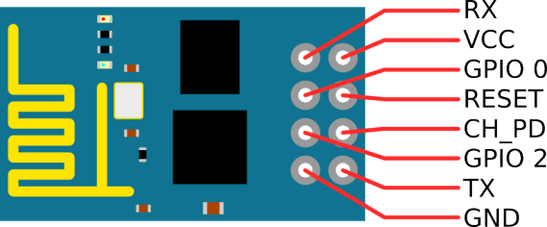 RX
VCC
GPIO 0
RESET
CH_PD
GPIO 2
TX
GND